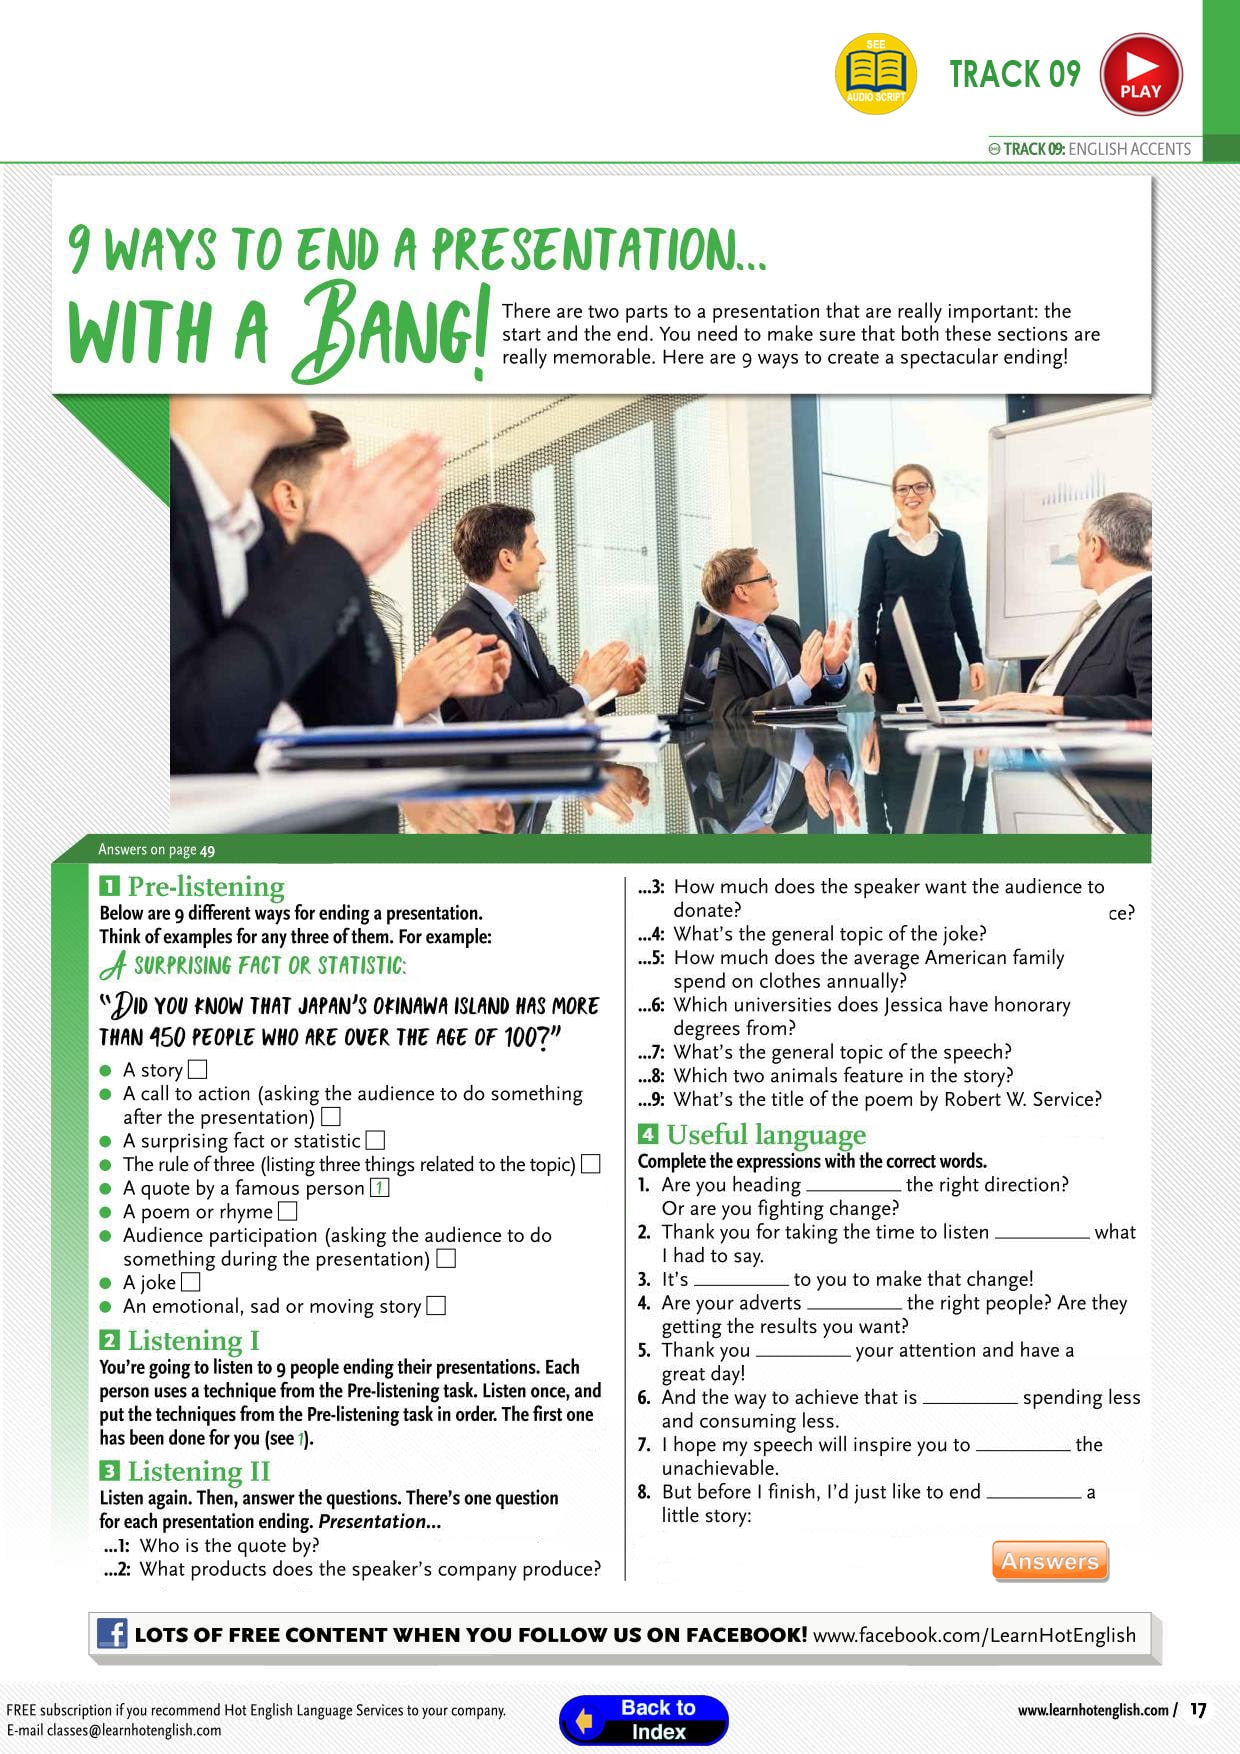 SEE
AUDIO SCRIPT
TRACK 09
PLAY
TRACK 09: ENGLISH ACCENTS
9 WAYS TO END A PRESENTATION...
WITH A BANG!
There are two parts to a presentation that are really important: the
start and the end. You need to make sure that both these sections are
really memorable. Here are 9 ways to create a spectacular ending!
Answers on page 49
1 Pre-listening
Below are 9 different ways for ending a presentation.
Think of examples for any three of them. For example:
A SURPRISING FACT OR STATISTIC:
“DID YOU KNOW THAT JAPAN’S OKINAWA ISLAND HAS MORE
THAN 450 PEOPLE WHO ARE OVER THE AGE OF 100?”
● A story
● A call to action (asking the audience to do something
after the presentation)
● A surprising fact or statistic
● The rule of three (listing three things related to the topic)
● A quote by a famous person 1
● A poem or rhyme
● Audience participation (asking the audience to do
something during the presentation)
● A joke
● An emotional, sad or moving story
2 Listening I
You’re going to listen to 9 people ending their presentations. Each
person uses a technique from the Pre-listening task. Listen once, and
put the techniques from the Pre-listening task in order. The first one
has been done for you (see 1).
3 Listening II
Listen again. Then, answer the questions. There’s one question
for each presentation ending. Presentation...
...1: Who is the quote by?
...2: What products does the speaker’s company produce?
...3: How much does the speaker want the audience to
donate?
ce?
...4: What’s the general topic of the joke?
...5: How much does the average American family
spend on clothes annually?
...6: Which universities does Jessica have honorary
degrees from?
...7: What’s the general topic of the speech?
...8: Which two animals feature in the story?
...9: What’s the title of the poem by Robert W. Service?
4 Useful language
Complete the expressions with the correct words.
1. Are you heading __________ the right direction?
Or are you fighting change?
2. Thank you for taking the time to listen __________ what
I had to say.
3. It’s __________ to you to make that change!
4. Are your adverts __________ the right people? Are they
getting the results you want?
5. Thank you __________ your attention and have a
great day!
6. And the way to achieve that is __________ spending less
and consuming less.
7. I hope my speech will inspire you to __________ the
unachievable.
8. But before I finish, I’d just like to end __________ a
little story:
Answers
f LOTS OF FREE CONTENT WHEN YOU FOLLOW US ON FACEBOOK! www.facebook.com/LearnHotEnglish
FREE subscription if you recommend Hot English Language Services to your company.
E-mail classes@learnhotenglish.com
Back to
Index
www.learnhotenglish.com / 17